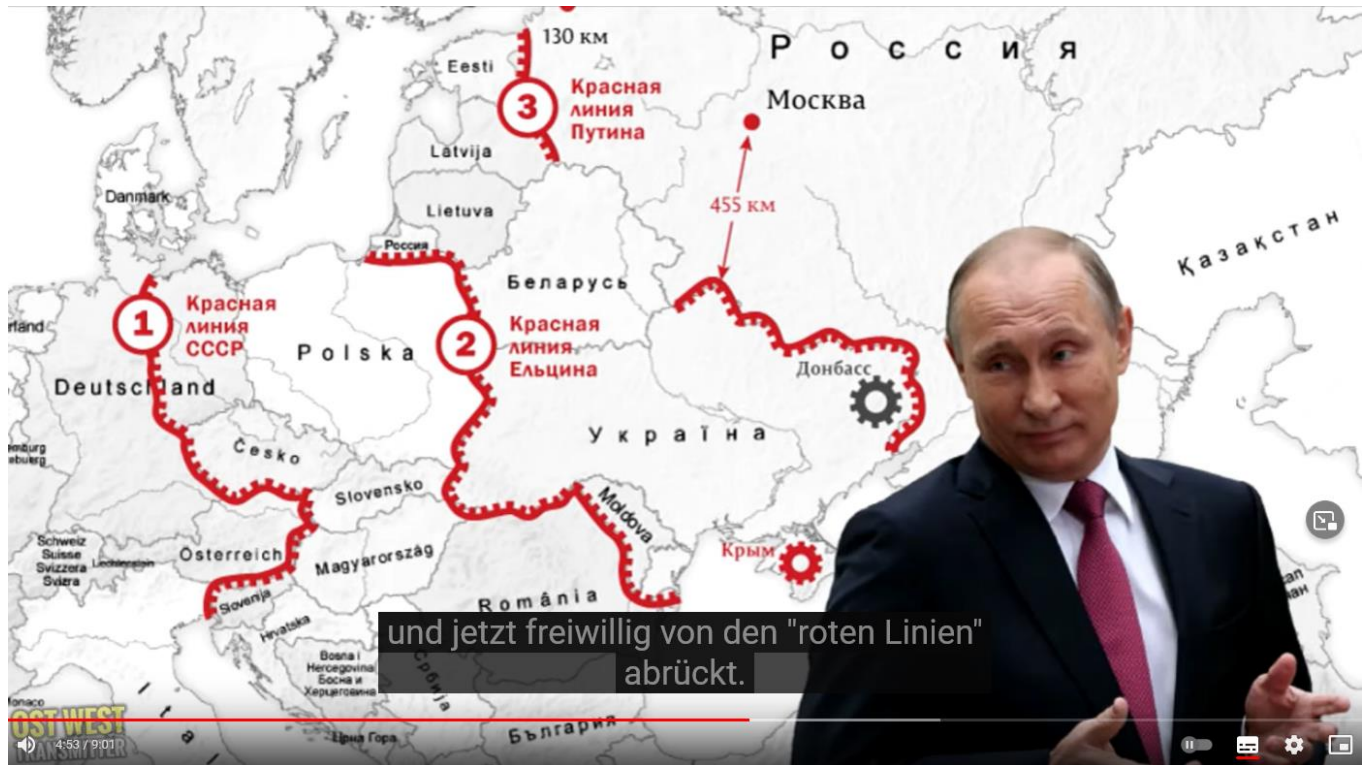 130 км
Россия
Eesti
3
Красная
линия
Путина
Москва
Latvija
Danmark
455 км
Lietuva
Қазақстан
Россия
Беларусь
1
Красная
линия
СССР
2
Красная
линия
Ельцина
Polska
Донбасс
Deutschland
Україна
Česko
Slovensko
Moldova
Schweiz
Suisse
Svizzera
Svizra
Liechtenstein
Österreich
Magyarország
Крым
Slovenija
România
Hrvatska
und jetzt freiwillig von den "roten Linien"
abrückt.
Bosna i
Hercegovina
Босна и
Херцеговина
Србија
Ita
България
Црна Гора
OST WEST
TRANSMITTER
4:53 / 9:01